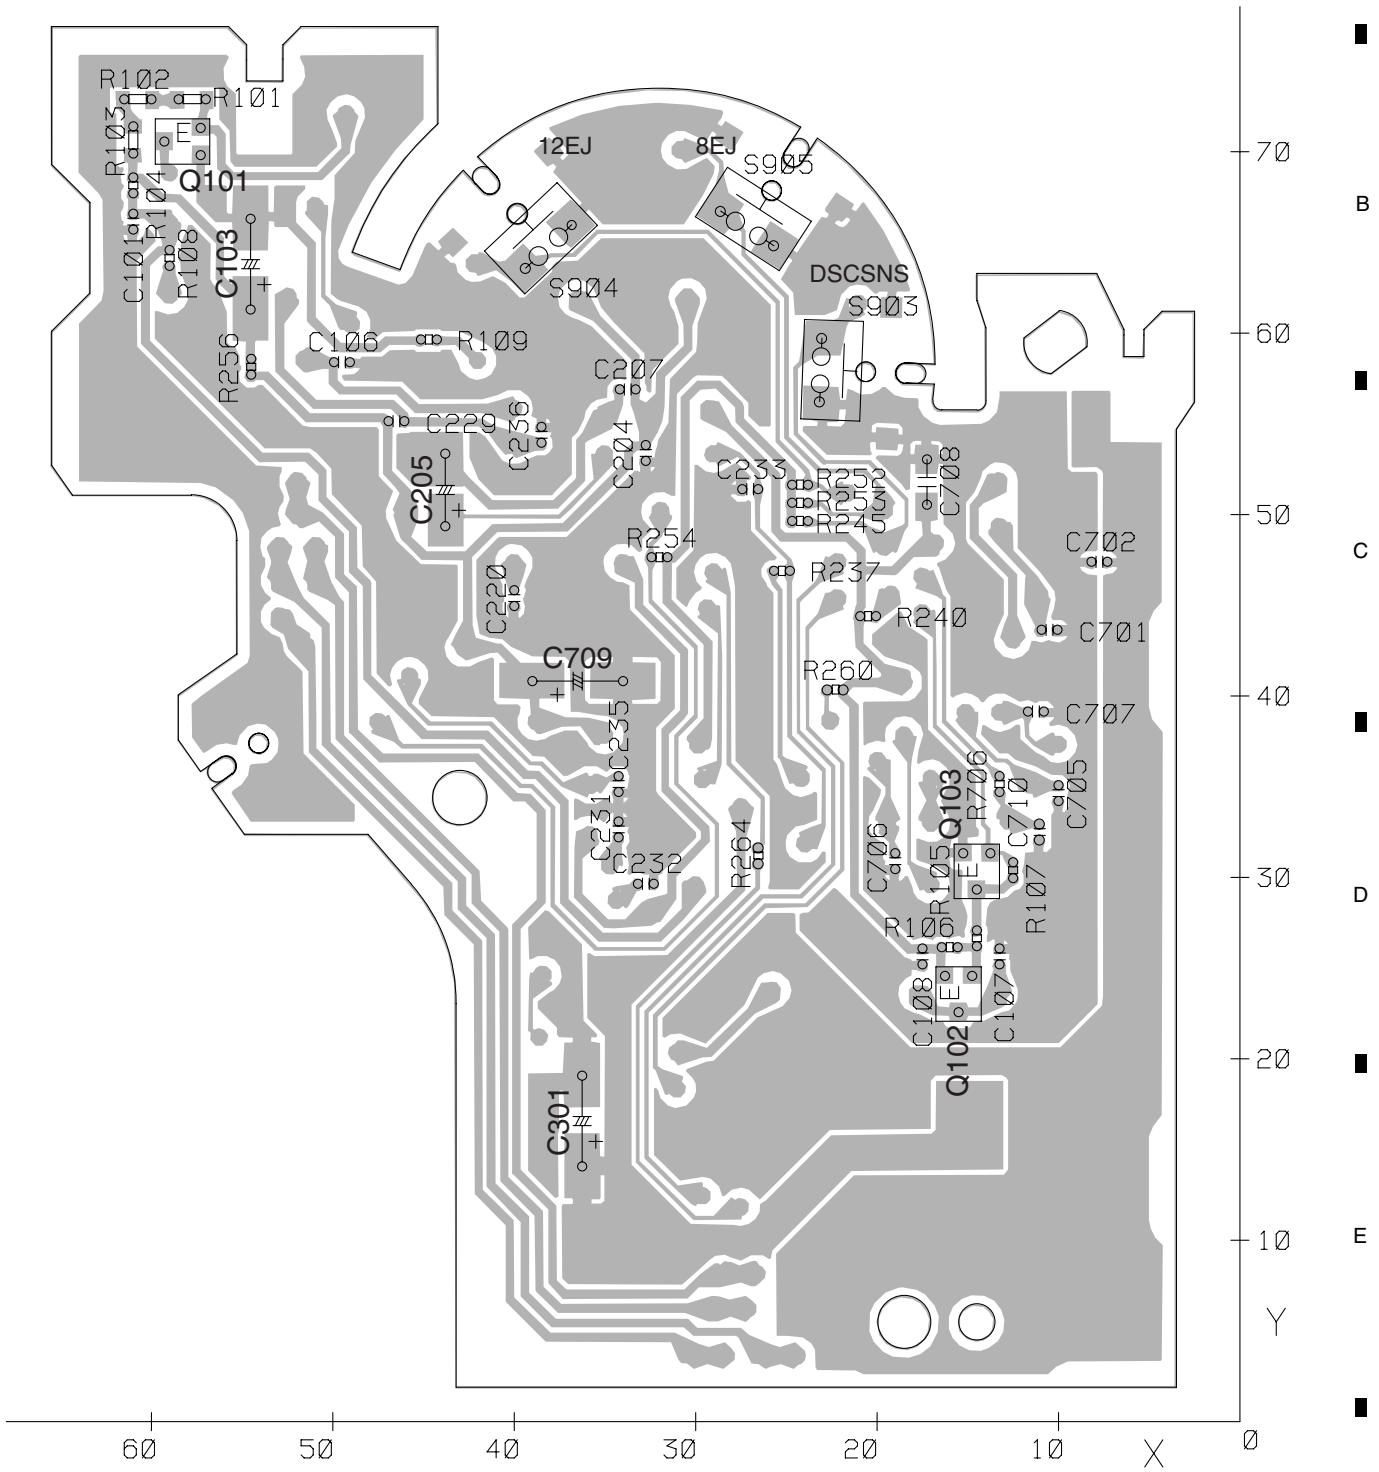 R102
R101
R103
E
Q101
12EJ
8EJ
S905
70
B
R104
C101
R108
C103
+
DSCSNS
S904
S903
60
R256
C106
R109
C207
C229
C236
C204
C205
+
C233
R252
R253
R245
C708
50
R254
C702
C
R237
C220
R240
C701
C709
+
R260
40
C707
C235
Q103
R706
C710
C705
C231
C232
R264
C706
R105
E
R107
30
D
R106
C108
E
C107
Q102
20
C301
+
10
E
Y
60
50
40
30
20
10
X
0